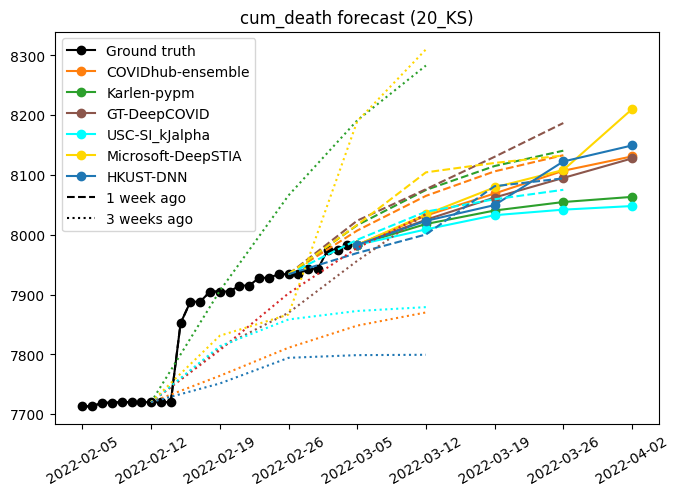 cum_death forecast (20_KS)
8300
8200
8100
8000
7900
7800
7700
Ground truth
COVIDhub-ensemble
Karlen-pypm
GT-DeepCOVID
USC-SI_kJalpha
Microsoft-DeepSTIA
HKUST-DNN
1 week ago
3 weeks ago
2022-02-05
2022-02-12
2022-02-19
2022-02-26
2022-03-05
2022-03-12
2022-03-19
2022-03-26
2022-04-02